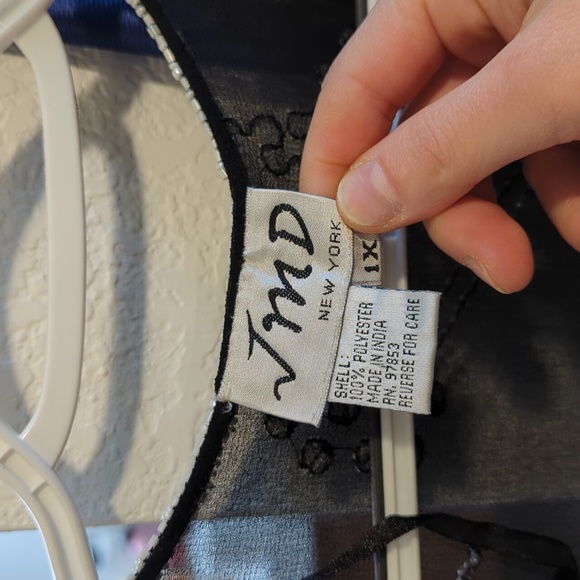 JMD
NEW YORK
1X
SHELL:
100% POLYESTER
MADE IN INDIA
RN. 97853
REVERSE FOR CARE